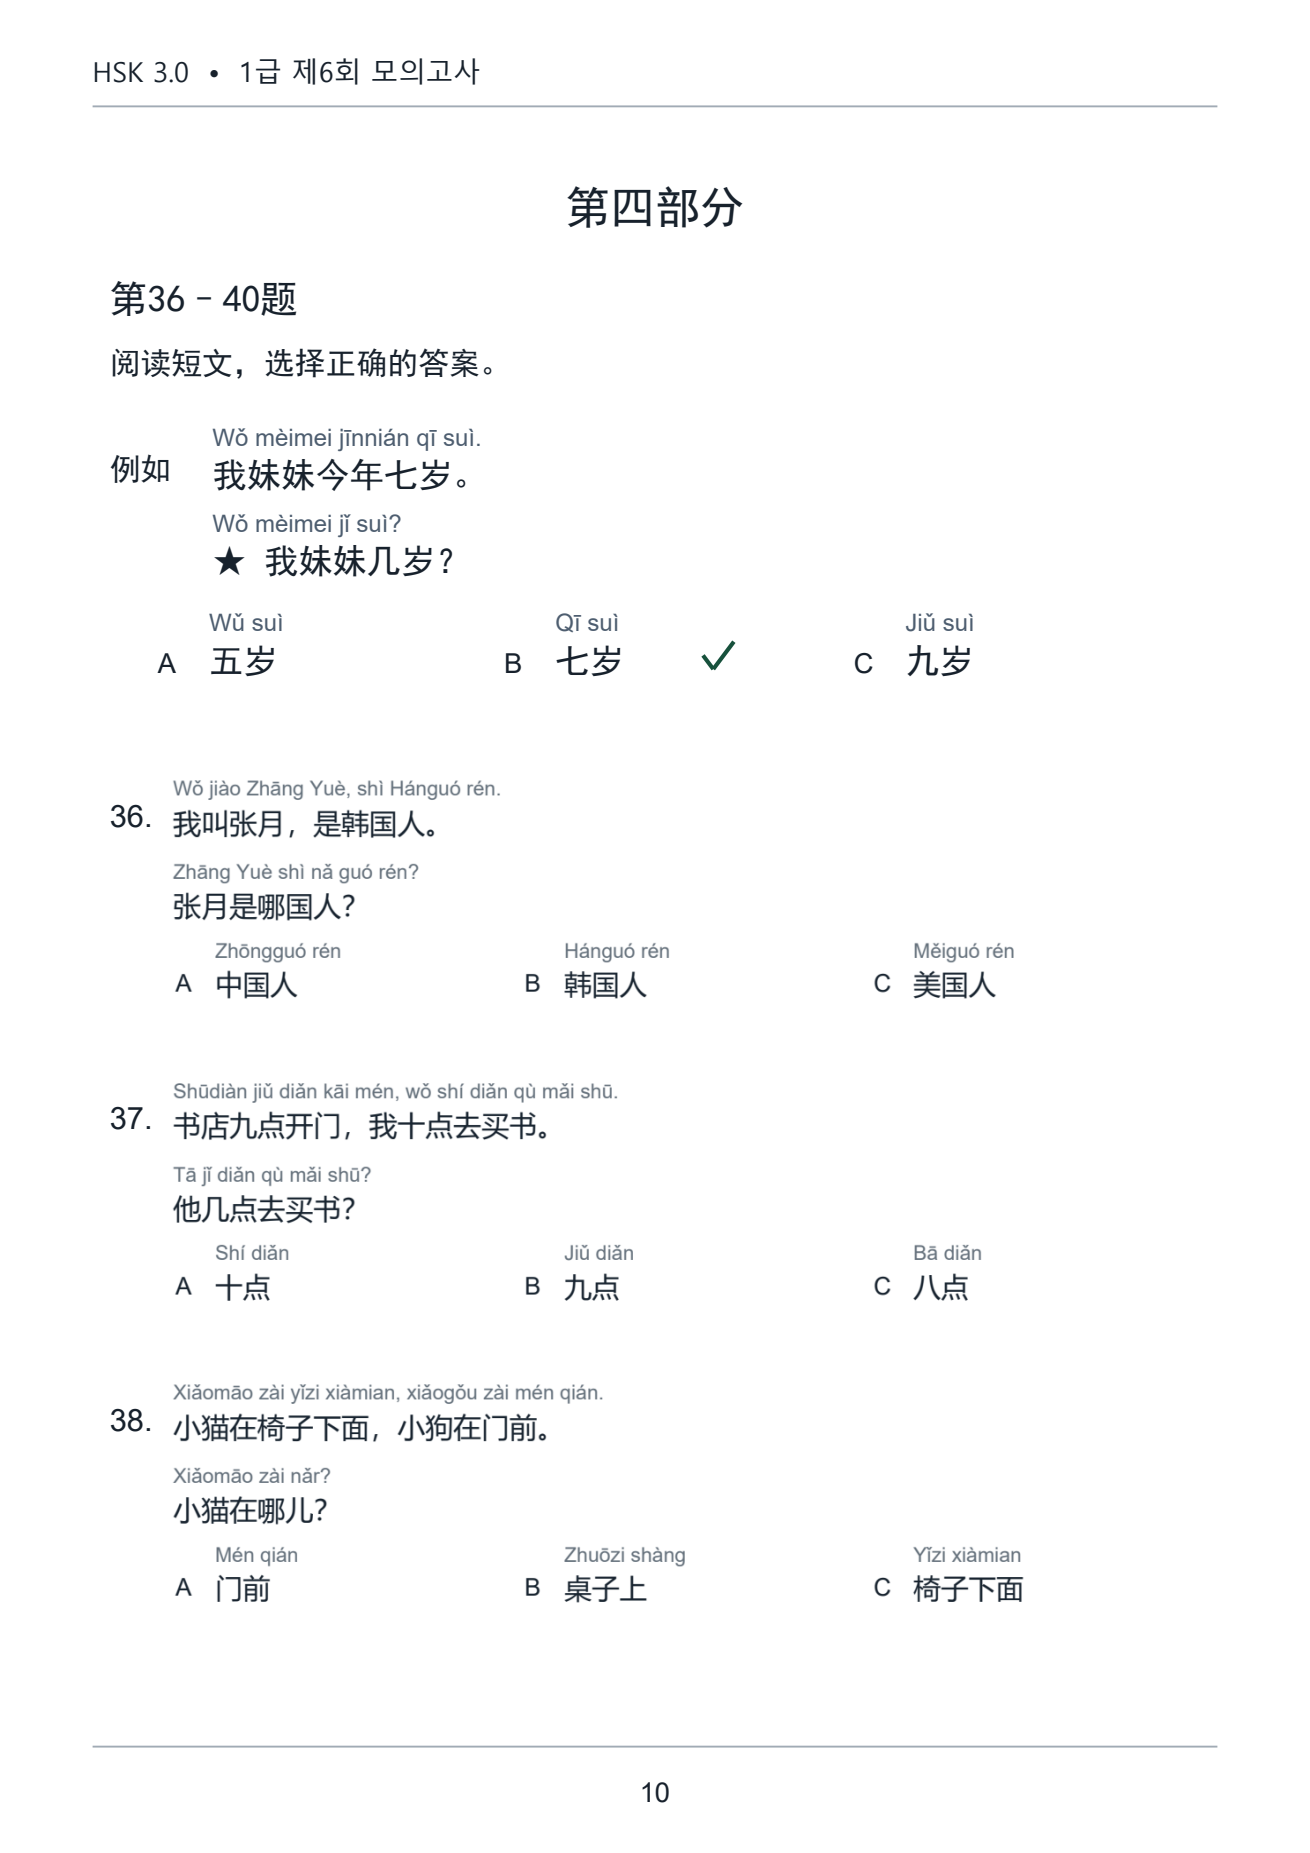 HSK 3.0 • 1급 제6회 모의고사
第四部分
第36－40题
阅读短文，选择正确的答案。
Wǒ mèimei jīnnián qī suì.
例如 我妹妹今年七岁。
Wǒ mèimei jǐ suì?
★ 我妹妹几岁？
Wǔ suì Qī suì Jiǔ suì
A 五岁 B 七岁 ✓ C 九岁
Wǒ jiào Zhāng Yuè, shì Hánguó rén.
36. 我叫张月，是韩国人。
Zhāng Yuè shì nǎ guó rén?
张月是哪国人？
Zhōngguó rén Hánguó rén Měiguó rén
A 中国人 B 韩国人 C 美国人
Shūdiàn jiǔ diǎn kāi mén, wǒ shí diǎn qù mǎi shū.
37. 书店九点开门，我十点去买书。
Tā jǐ diǎn qù mǎi shū?
他几点去买书？
Shí diǎn Jiǔ diǎn Bā diǎn
A 十点 B 九点 C 八点
Xiǎomāo zài yǐzi xiàmian, xiǎogǒu zài mén qián.
38. 小猫在椅子下面，小狗在门前。
Xiǎomāo zài nǎr?
小猫在哪儿？
Mén qián Zhuōzi shàng Yǐzi xiàmian
A 门前 B 桌子上 C 椅子下面
10